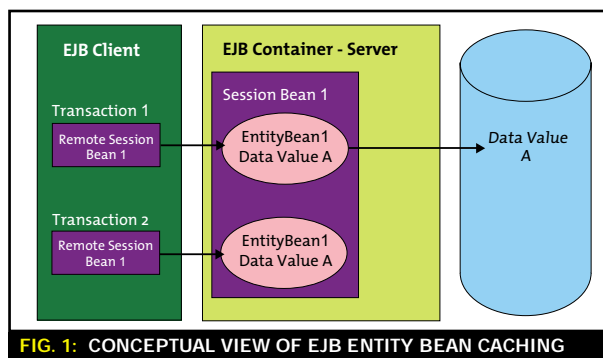 EJB Client
EJB Container - Server
Transaction 1
Remote Session
Bean 1
Session Bean 1
EntityBean1
Data Value A
Data Value
A
Transaction 2
Remote Session
Bean 1
EntityBean1
Data Value A
FIG. 1: CONCEPTUAL VIEW OF EJB ENTITY BEAN CACHING